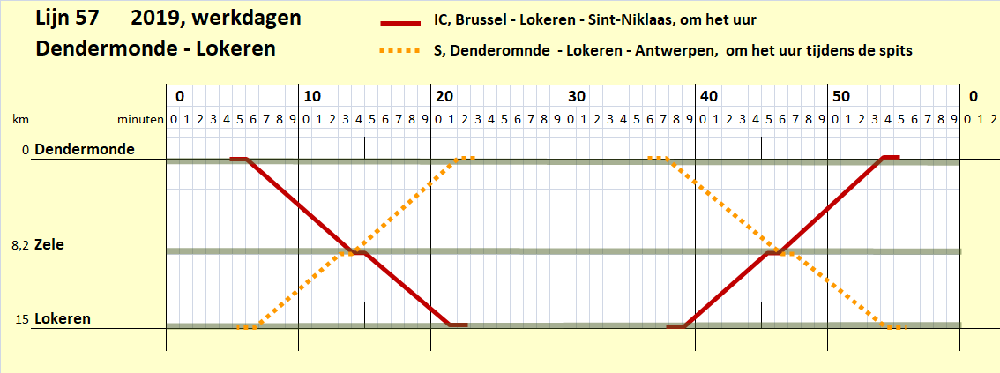 Lijn 57 2019, werkdagen
IC, Brussel - Lokeren - Sint-Niklaas, om het uur
Dendermonde - Lokeren
S, Denderomnde - Lokeren - Antwerpen, om het uur tijdens de spits
0 10 20 30 40 50 0
km minuten 0 1 2 3 4 5 6 7 8 9 0 1 2 3 4 5 6 7 8 9 0 1 2 3 4 5 6 7 8 9 0 1 2 3 4 5 6 7 8 9 0 1 2 3 4 5 6 7 8 9 0 1 2 3 4 5 6 7 8 9 0 1 2
0 Dendermonde
8,2 Zele
15 Lokeren